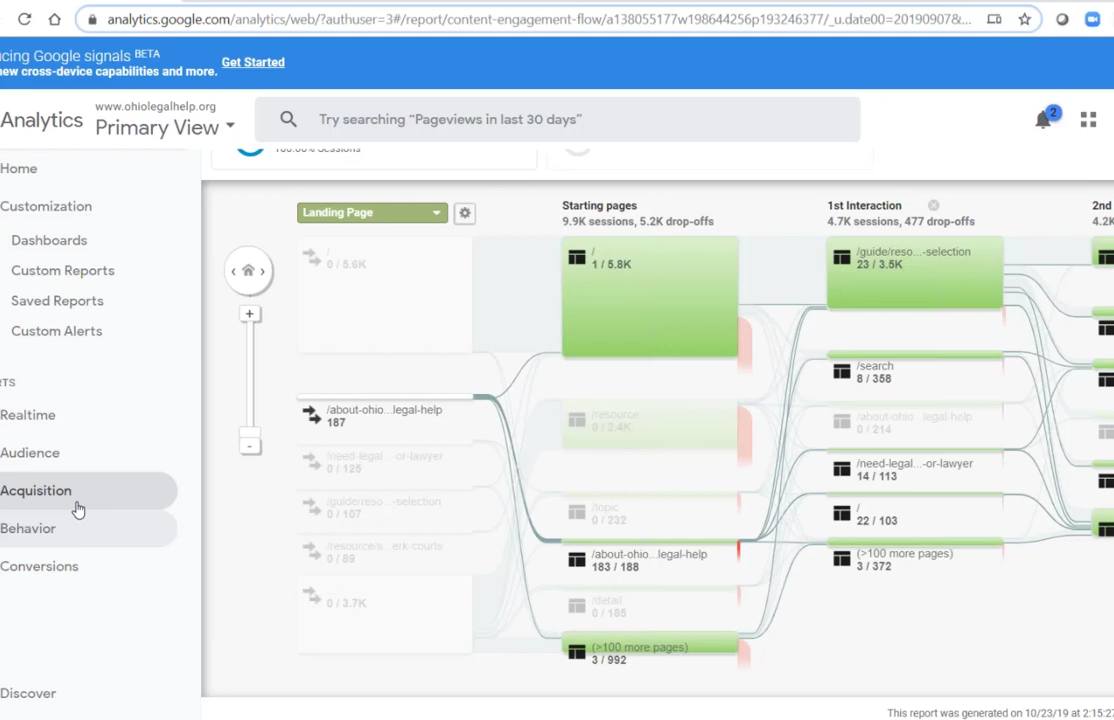 analytics.google.com/analytics/web/?authuser=3#/report/content-engagement-flow/a138055177w198644256p193246377/_u.date00=20190907&...
cing Google signals BETA
new cross-device capabilities and more.
Get Started
Analytics
www.ohiolegalhelp.org
Primary View
Try searching “Pageviews in last 30 days”
2
Home
Customization
Dashboards
Custom Reports
Saved Reports
Custom Alerts
RTS
Realtime
Audience
Acquisition
Behavior
Conversions
Discover
100.00% Sessions
Landing Page
/
0 / 5.6K
/about-ohio...legal-help
187
/need-legal...-or-lawyer
0 / 125
/guide/reso...-selection
0 / 107
/resource/s...erk-courts
0 / 89
0 / 3.7K
Starting pages
9.9K sessions, 5.2K drop-offs
/
1 / 5.8K
/resource
0 / 2.4K
/topic
0 / 232
/about-ohio...legal-help
183 / 188
/detail
0 / 185
(>100 more pages)
3 / 992
1st Interaction
4.7K sessions, 477 drop-offs
/guide/reso...-selection
23 / 3.5K
/search
8 / 358
/about-ohio...legal-help
0 / 214
/need-legal...-or-lawyer
14 / 113
/
22 / 103
(>100 more pages)
3 / 372
2nd
4.2K
This report was generated on 10/23/19 at 2:15:27